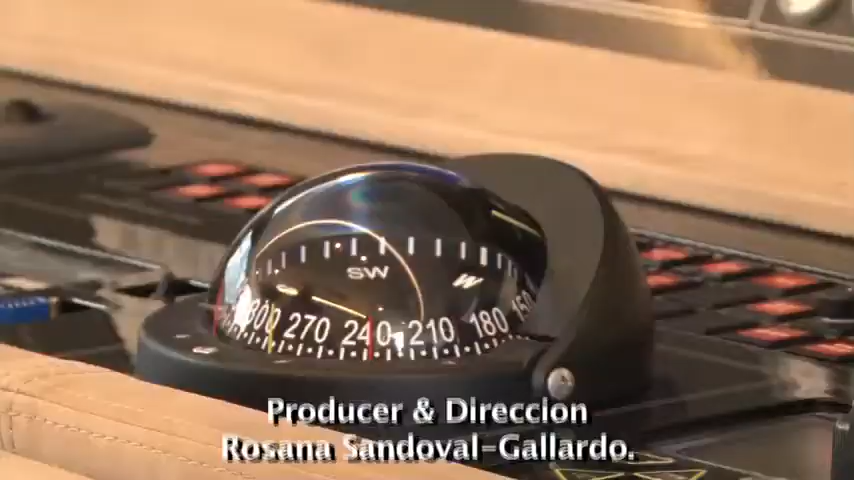 SW W
300 270 240 210 180 150
Producer & Direccion
Rosana Sandoval-Gallardo.